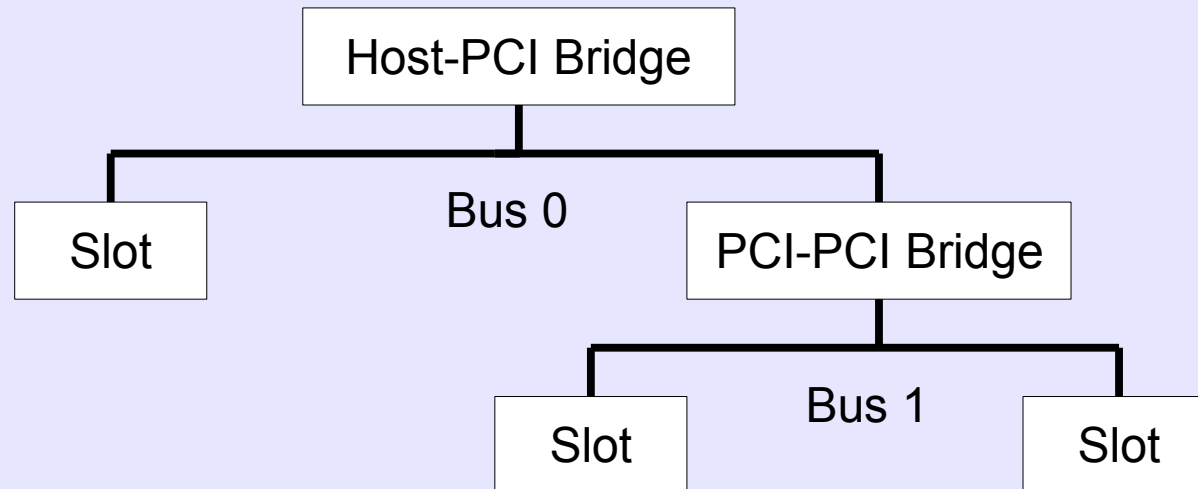 Host-PCI Bridge
Bus 0
Slot
PCI-PCI Bridge
Bus 1
Slot
Slot